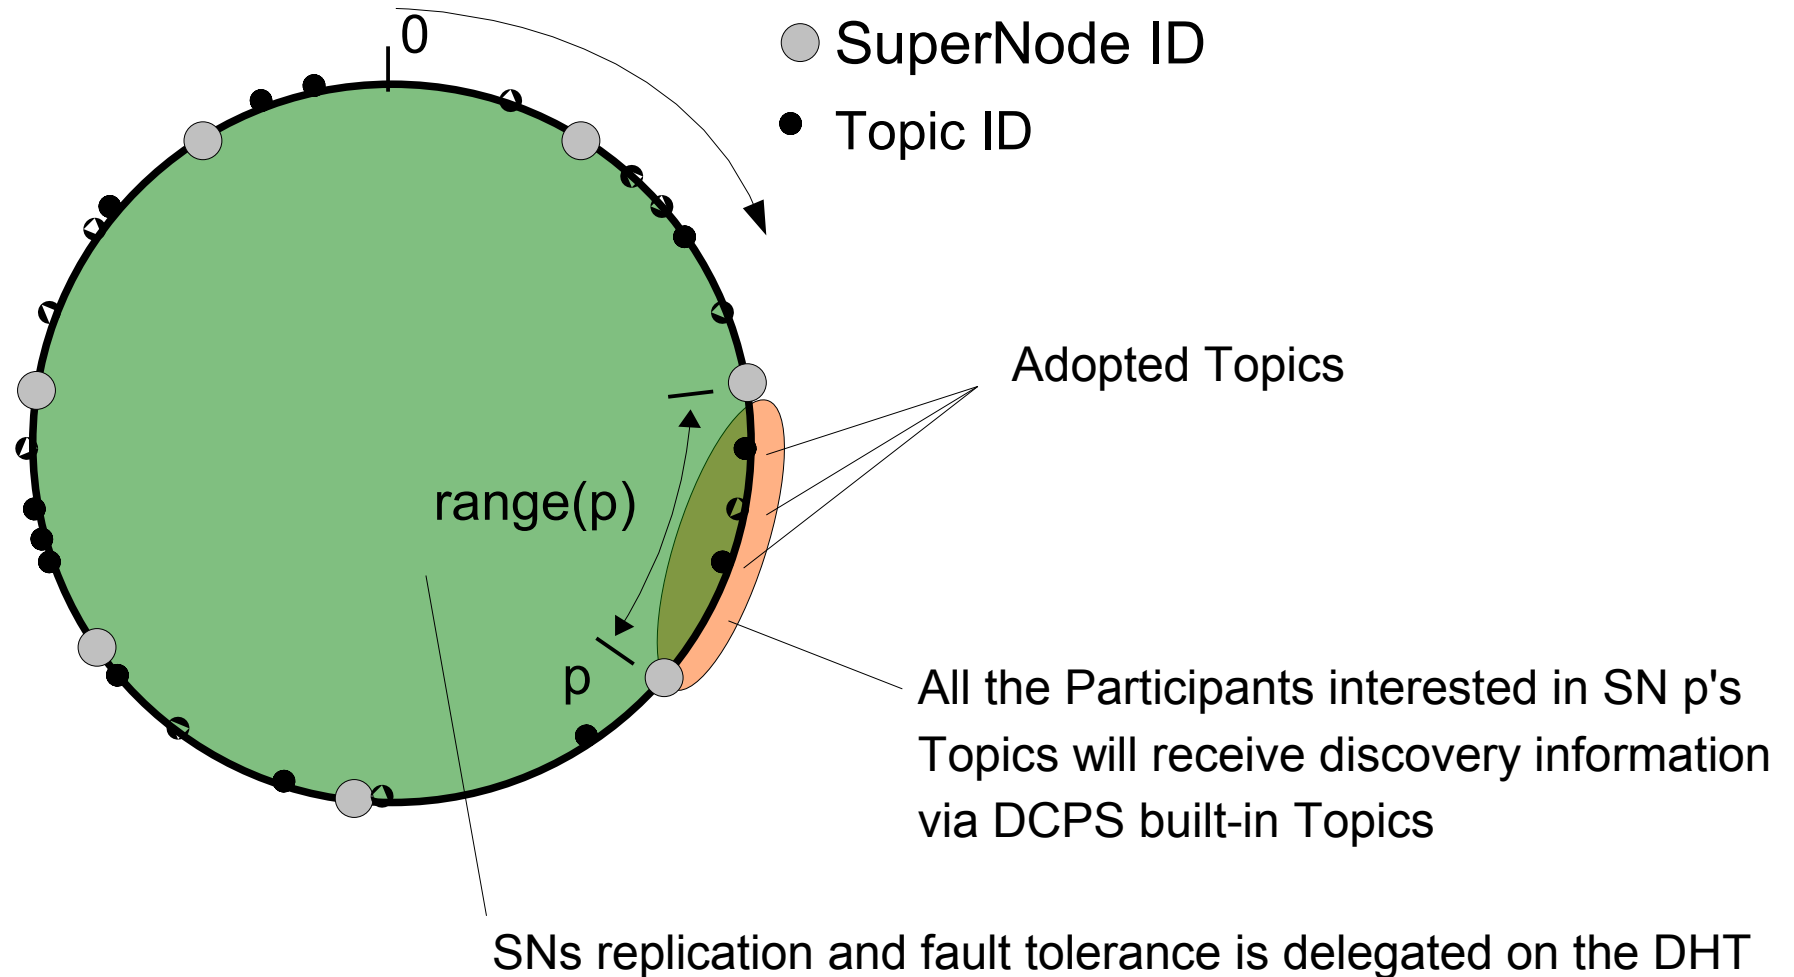 0
SuperNode ID
Topic ID
Adopted Topics
range(p)
p
All the Participants interested in SN p's
Topics will receive discovery information
via DCPS built-in Topics
SNs replication and fault tolerance is delegated on the DHT